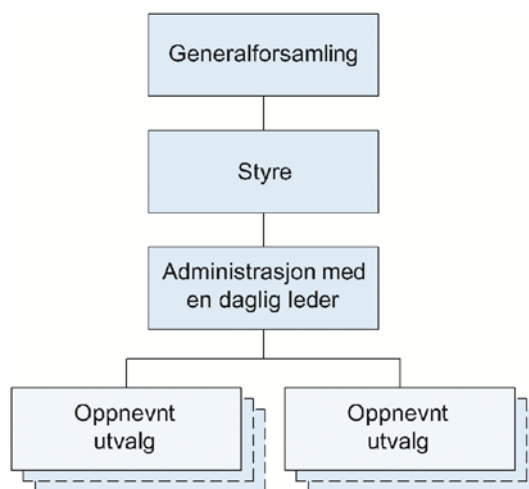 Generalforsamling
Styre
Administrasjon med
en daglig leder
Oppnevnt
utvalg
Oppnevnt
utvalg